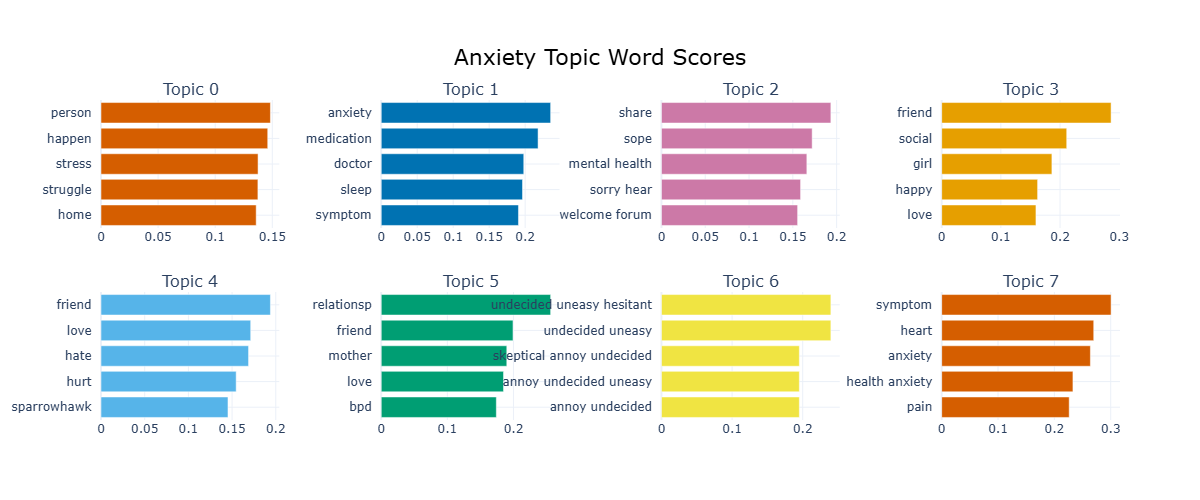 Anxiety Topic Word Scores
Topic 0
person
happen
stress
struggle
home
0 0.05 0.1 0.15
Topic 1
anxiety
medication
doctor
sleep
symptom
0 0.05 0.1 0.15 0.2
Topic 2
share
sope
mental health
sorry hear
welcome forum
0 0.05 0.1 0.15 0.2
Topic 3
friend
social
girl
happy
love
0 0.1 0.2 0.3
Topic 4
friend
love
hate
hurt
sparrowhawk
0 0.05 0.1 0.15 0.2
Topic 5
relationsp
friend
mother
love
bpd
0 0.1 0.2
Topic 6
undecided uneasy hesitant
undecided uneasy
skeptical annoy undecided
annoy undecided uneasy
annoy undecided
0 0.1 0.2
Topic 7
symptom
heart
anxiety
health anxiety
pain
0 0.1 0.2 0.3